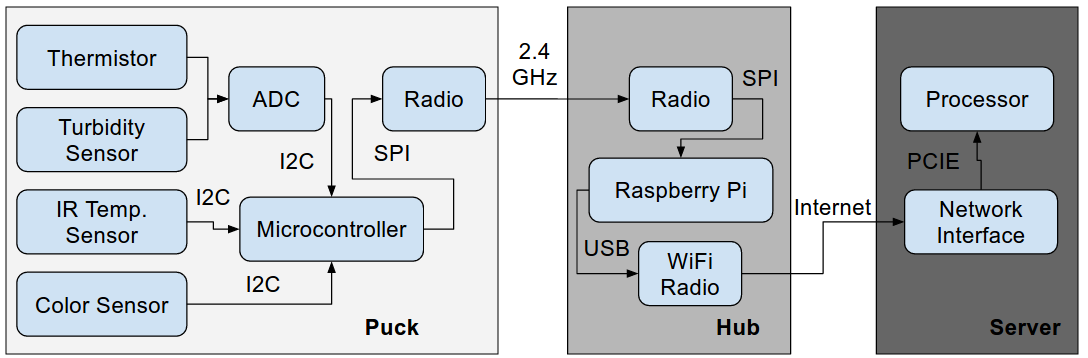 Thermistor
Turbidity
Sensor
IR Temp.
Sensor
Color Sensor
ADC
I2C
I2C
I2C
Microcontroller
SPI
Radio
Puck
2.4
GHz
Radio
SPI
Raspberry Pi
USB
WiFi
Radio
Hub
Internet
Processor
PCIE
Network
Interface
Server